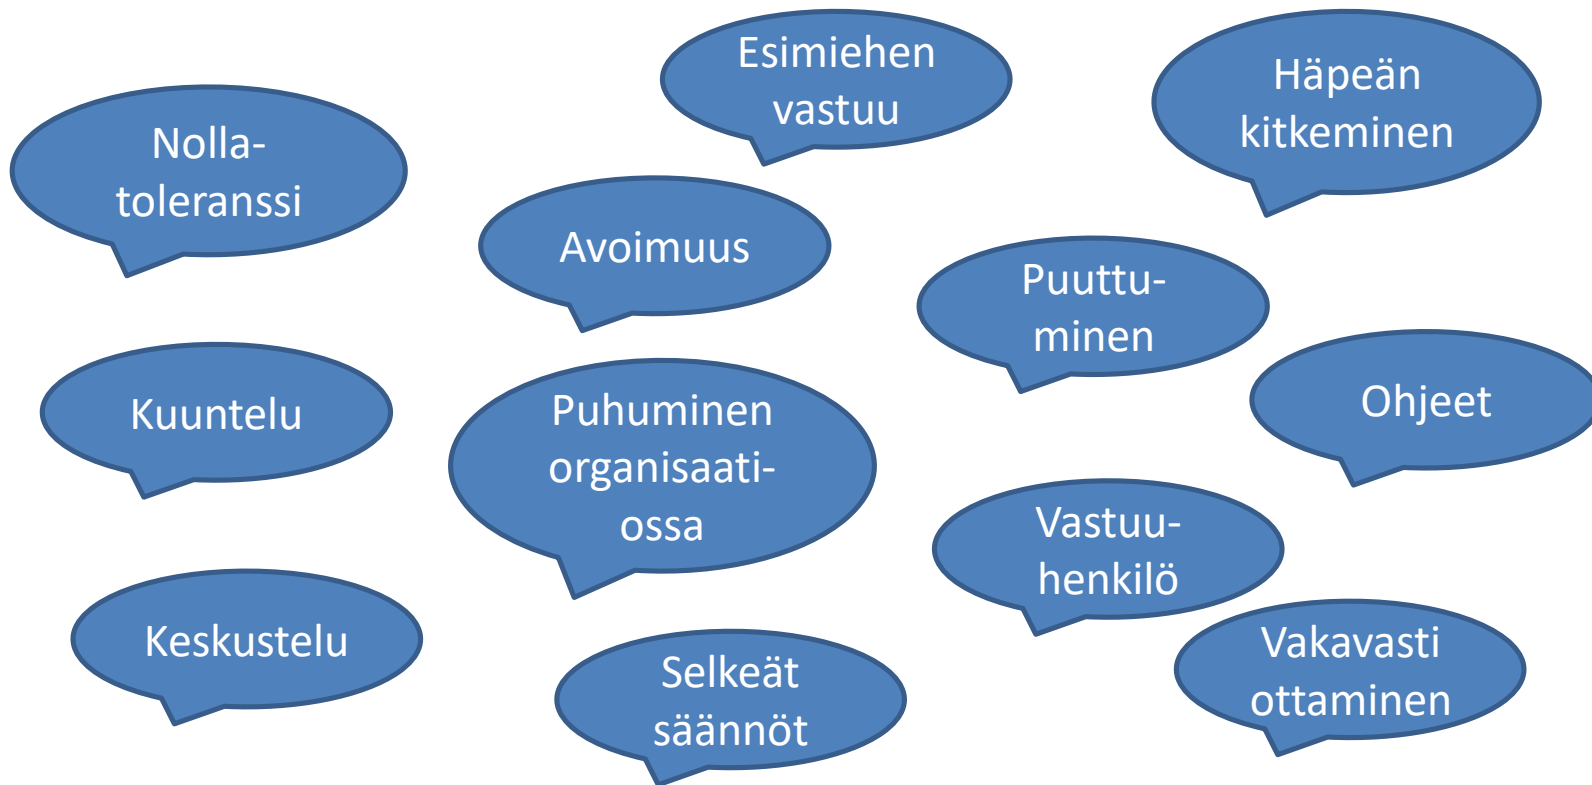 Esimiehen
vastuu
Häpeän
kitkeminen
Nolla-
toleranssi
Avoimuus
Puuttu-
minen
Kuuntelu
Puhuminen
organisaati-
ossa
Ohjeet
Vastuu-
henkilö
Keskustelu
Selkeät
säännöt
Vakavasti
ottaminen